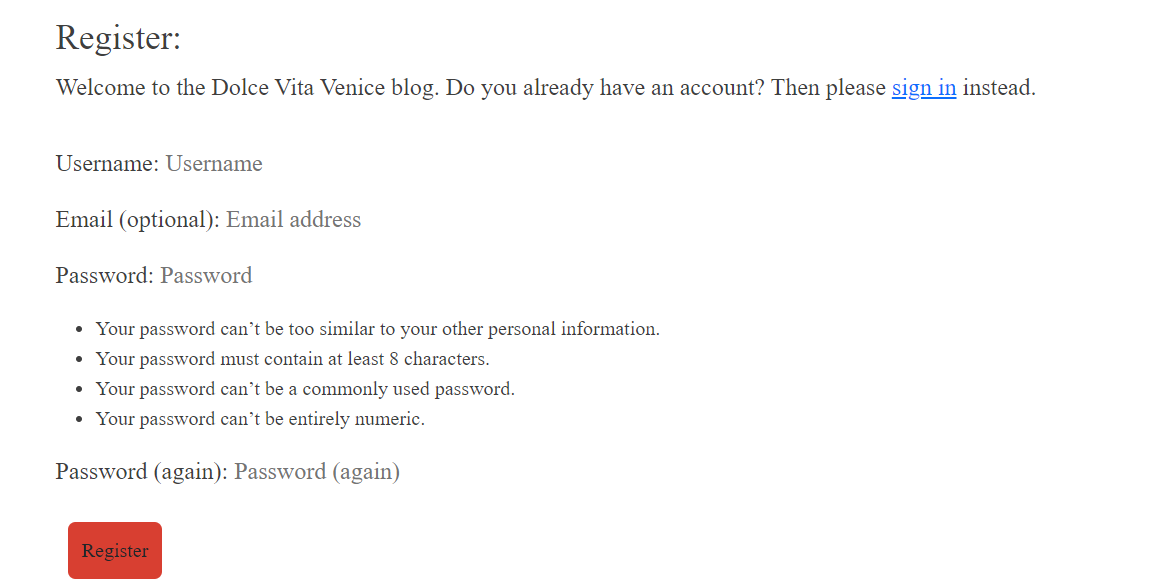 Register:
Welcome to the Dolce Vita Venice blog. Do you already have an account? Then please sign in instead.
Username: Username
Email (optional): Email address
Password: Password
• Your password can’t be too similar to your other personal information.
• Your password must contain at least 8 characters.
• Your password can’t be a commonly used password.
• Your password can’t be entirely numeric.
Password (again): Password (again)
Register